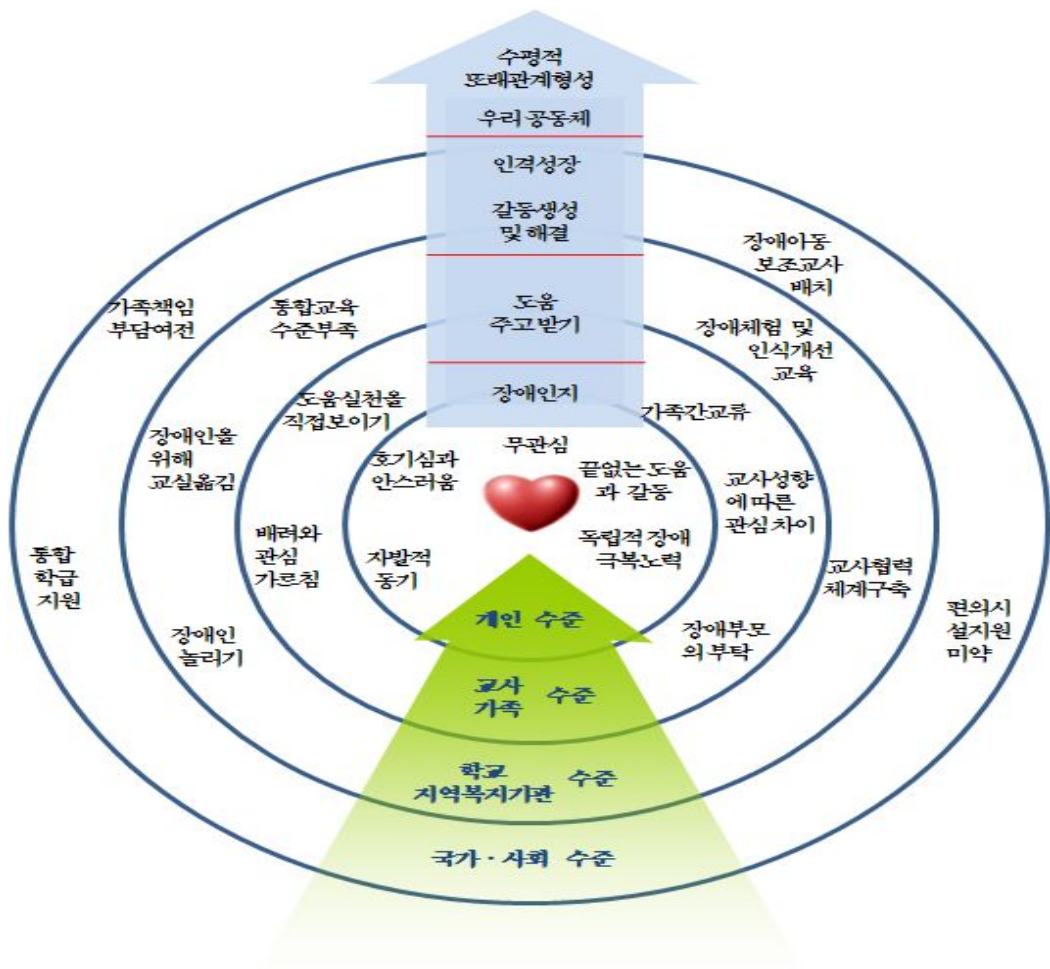 수평적
또래관계형성
우리 공동체
인격성장
갈등생성
및 해결
장애아동
보조교사
배치
가족책임
부담여전
통합교육
수준부족
도움
주고 받기
장애체험 및
인식개선
교육
도움실천을
직접보이기
장애인지
가족간교류
장애인을
위해
교실옮김
호기심과
안스러움
무관심
끝없는 도움
과 갈등
교사성향
에 따른
관심 차이
배려와
관심
가르침
자발적
동기
독립적 장애
극복노력
통합
학급
지원
교사협력
체계구축
편의시
설지원
미약
장애인
놀리기
개인 수준
장애부모
의 부탁
교사
가족
수준
학교
지역복지기관
수준
국가·사회 수준